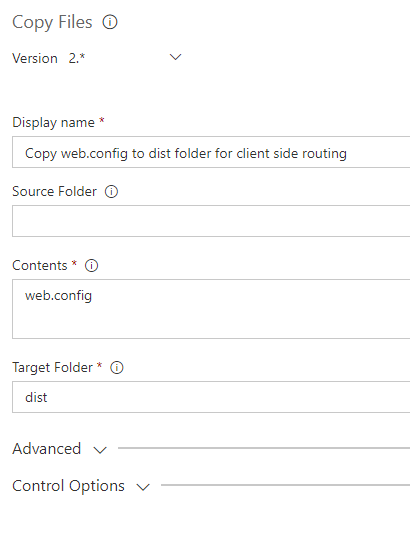 Copy Files
Version 2.*
Display name *
Copy web.config to dist folder for client side routing
Source Folder
Contents *
web.config
Target Folder *
dist
Advanced
Control Options